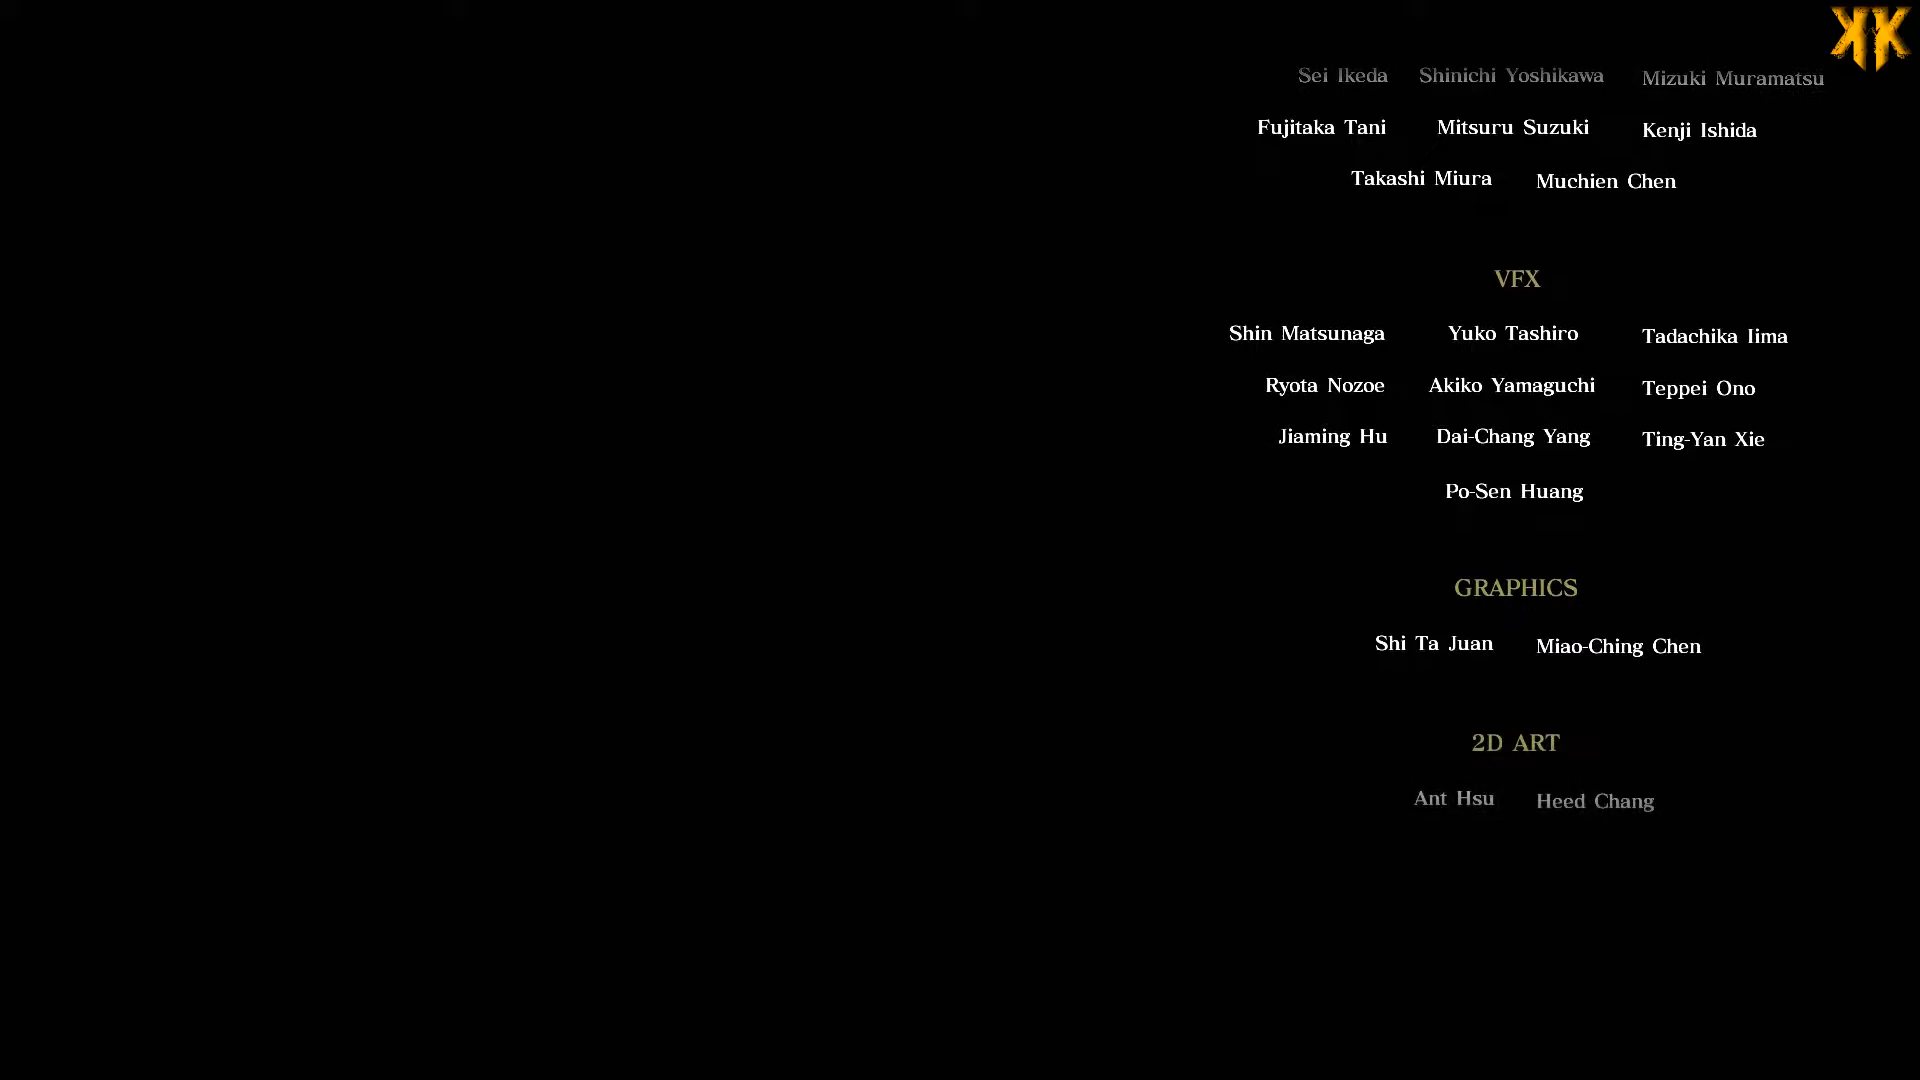 KK
Sei Ikeda Shinichi Yoshikawa Mizuki Muramatsu
Fujitaka Tani Mitsuru Suzuki Kenji Ishida
Takashi Miura Muchien Chen
VFX
Shin Matsunaga Yuko Tashiro Tadachika Iima
Ryota Nozoe Akiko Yamaguchi Teppei Ono
Jiaming Hu Dai-Chang Yang Ting-Yan Xie
Po-Sen Huang
GRAPHICS
Shi Ta Juan Miao-Ching Chen
2D ART
Ant Hsu Heed Chang